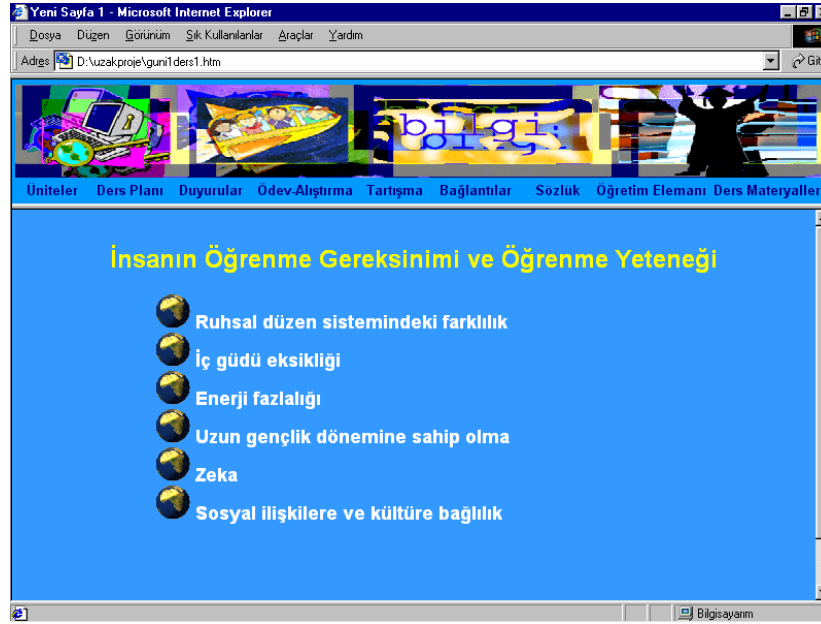 Yeni Sayfa 1 - Microsoft Internet Explorer
Dosya Düzen Görünüm Sık Kullanılanlar Araçlar Yardım
Adres D:\uzakproje\guni1ders1.htm Git
bilgi
Üniteler Ders Planı Duyurular Ödev-Alıştırma Tartışma Bağlantılar Sözlük Öğretim Elemanı Ders Materyaller
İnsanın Öğrenme Gereksinimi ve Öğrenme Yeteneği
Ruhsal düzen sistemindeki farklılık
İç güdü eksikliği
Enerji fazlalığı
Uzun gençlik dönemine sahip olma
Zeka
Sosyal ilişkilere ve kültüre bağlılık
Bilgisayarım